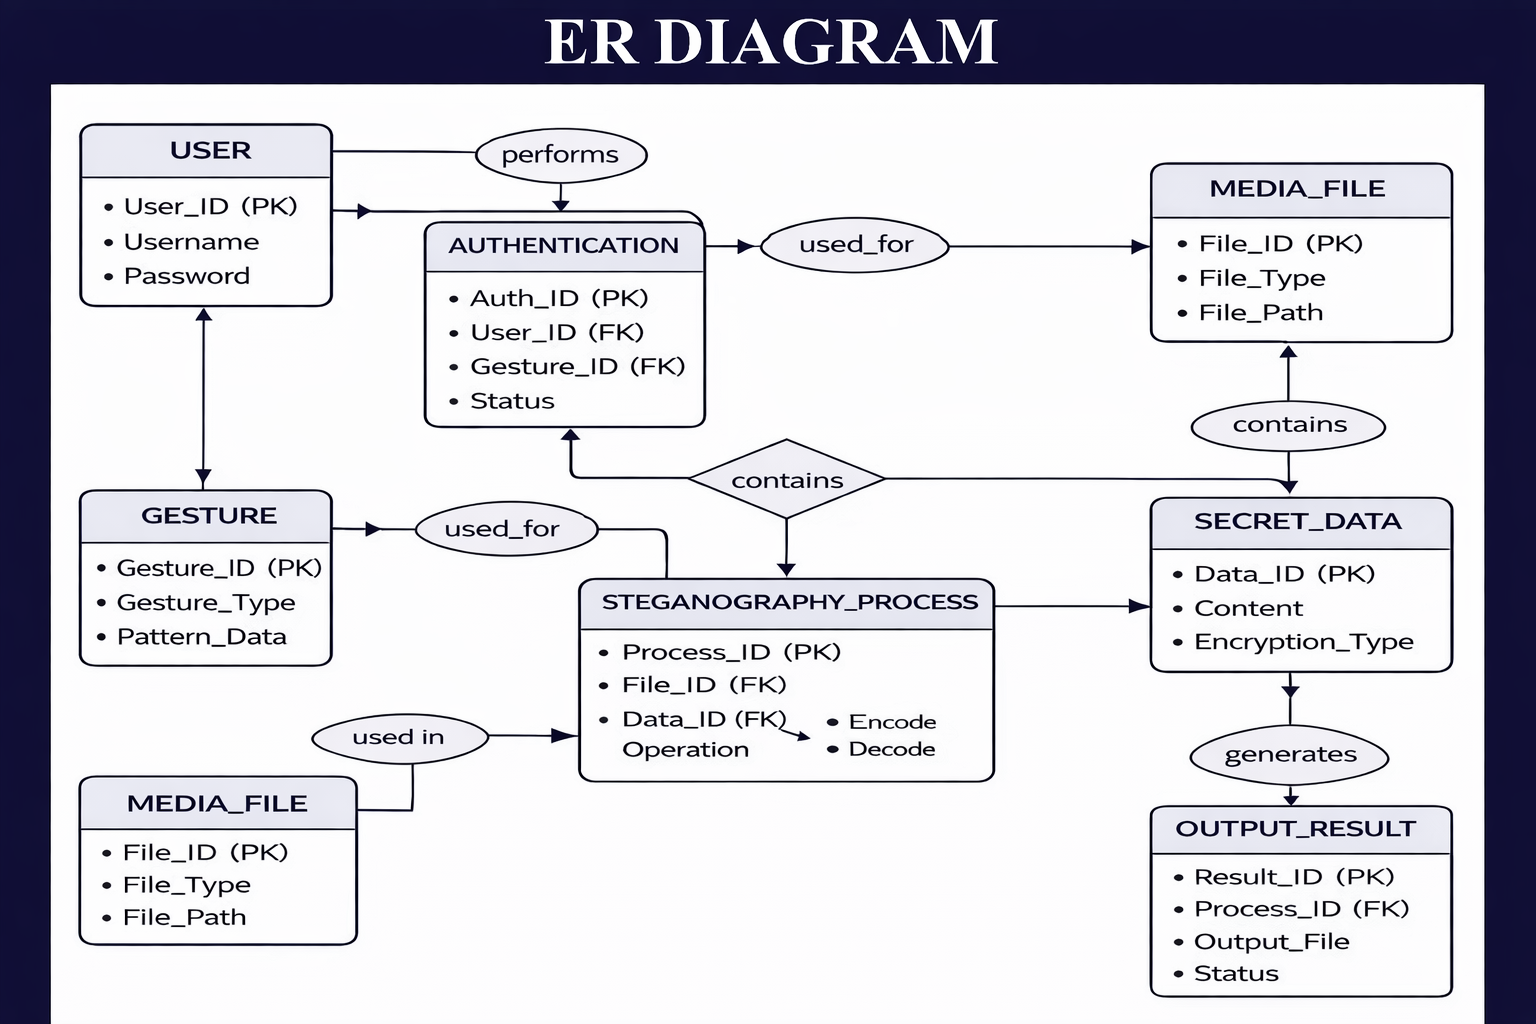 ER DIAGRAM
USER
• User_ID (PK)
• Username
• Password
performs
AUTHENTICATION
• Auth_ID (PK)
• User_ID (FK)
• Gesture_ID (FK)
• Status
used_for
MEDIA_FILE
• File_ID (PK)
• File_Type
• File_Path
contains
contains
GESTURE
• Gesture_ID (PK)
• Gesture_Type
• Pattern_Data
used_for
STEGANOGRAPHY_PROCESS
• Process_ID (PK)
• File_ID (FK)
• Data_ID (FK)
Operation
• Encode
• Decode
SECRET_DATA
• Data_ID (PK)
• Content
• Encryption_Type
used in
MEDIA_FILE
• File_ID (PK)
• File_Type
• File_Path
generates
OUTPUT_RESULT
• Result_ID (PK)
• Process_ID (FK)
• Output_File
• Status